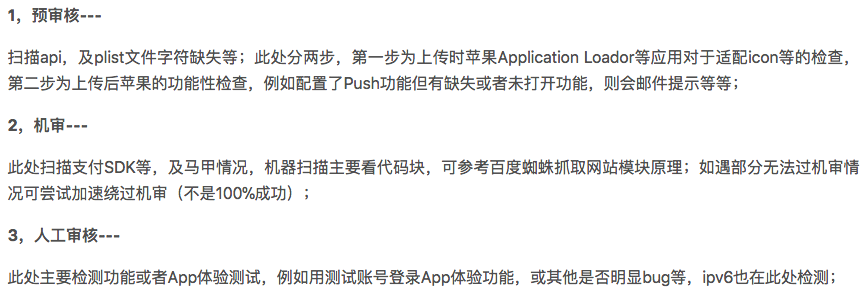 1，预审核---
扫描api，及plist文件字符缺失等；此处分两步，第一步为上传时苹果Application Loador等应用对于适配icon等的检查，
第二步为上传后苹果的功能性检查，例如配置了Push功能但有缺失或者未打开功能，则会邮件提示等等；
2，机审---
此处扫描支付SDK等，及马甲情况，机器扫描主要看代码块，可参考百度蜘蛛抓取网站模块原理；如遇部分无法过机审情
况可尝试加速绕过机审（不是100%成功）；
3，人工审核---
此处主要检测功能或者App体验测试，例如用测试账号登录App体验功能，或其他是否明显bug等，ipv6也在此处检测；